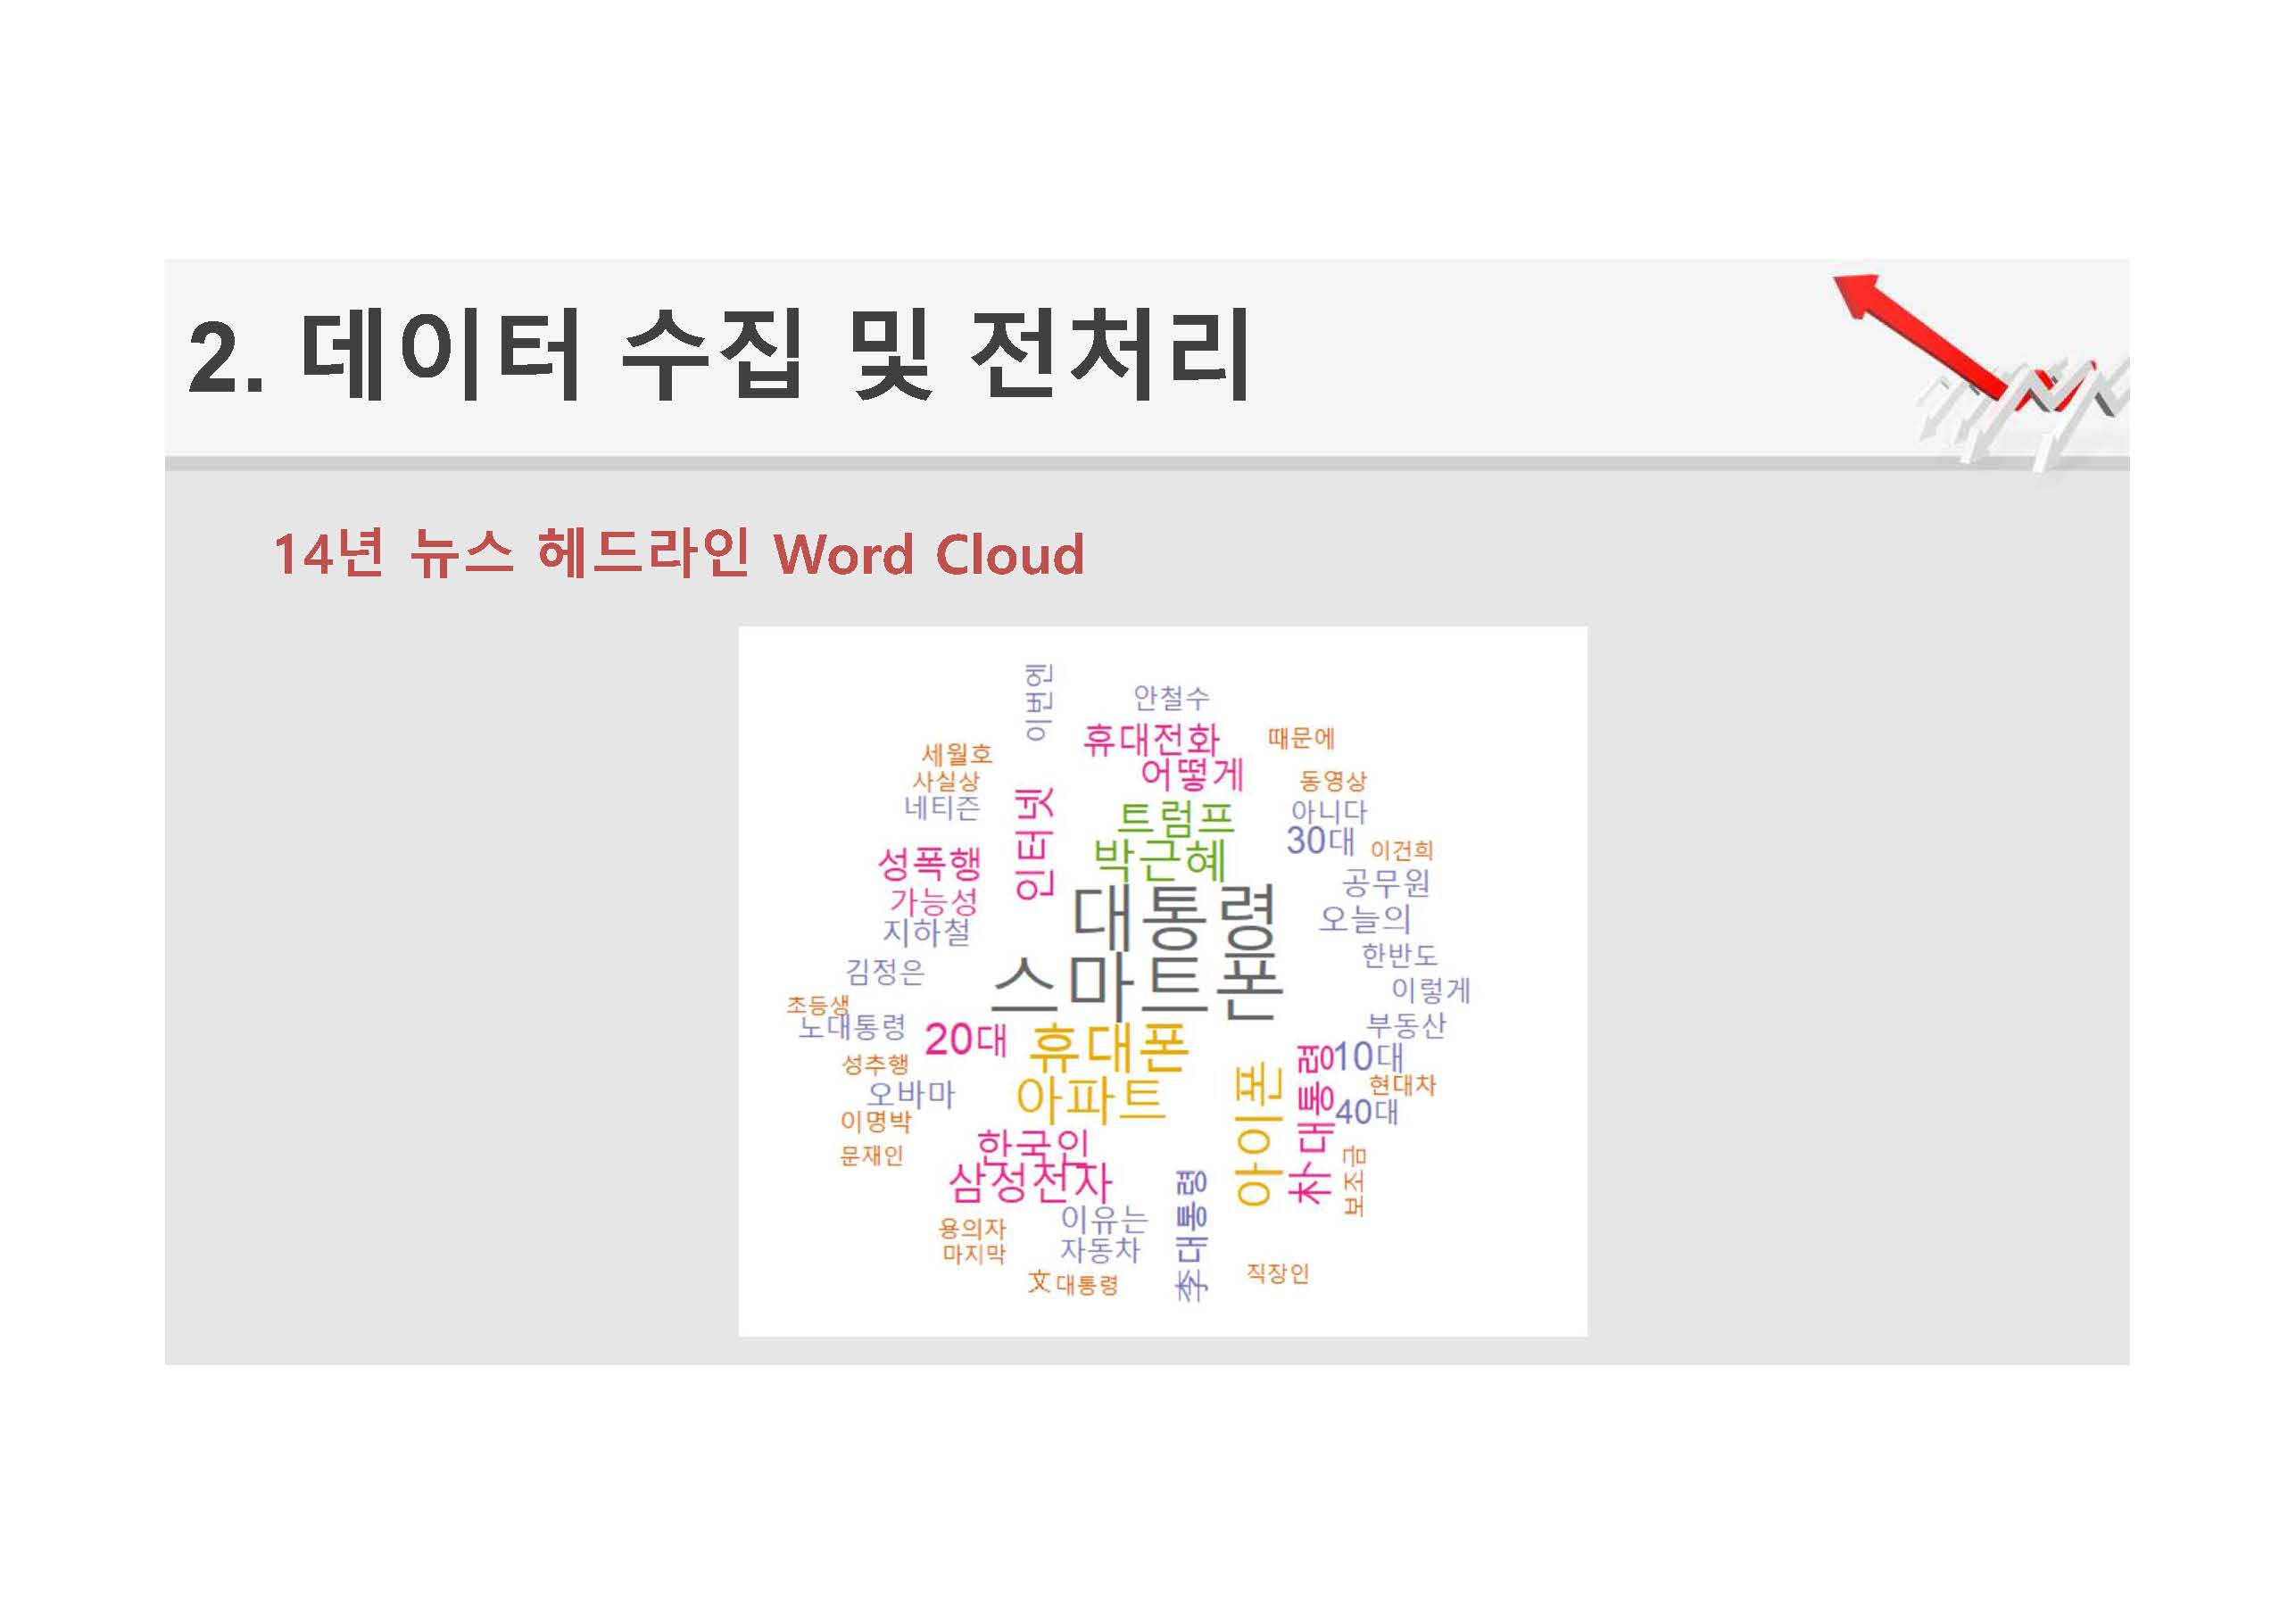 2. 데이터 수집 및 전처리
14년 뉴스 헤드라인 Word Cloud
이번엔
안철수
휴대전화
때문에
세월호
어떻게
사실상
동영상
네티즌
인터넷
트럼프
아니다
30대
이건희
성폭행
박근혜
공무원
가능성
대통령
오늘의
지하철
한반도
김정은
스마트폰
이렇게
초등생
노대통령
20대
휴대폰
부동산
朴대통령
10대
성추행
현대차
오바마
아파트
아이폰
40대
이명박
한국인
문재인
삼성전자
보조금
李대통령
용의자
이유는
마지막
자동차
文대통령
직장인